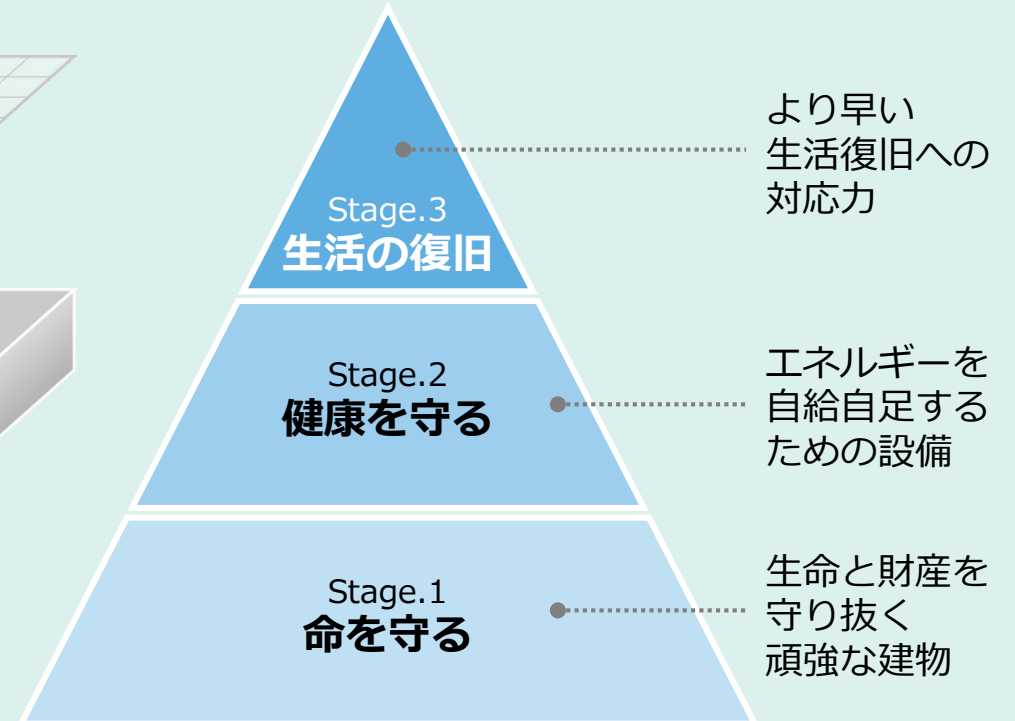 Stage.3
生活の復旧
より早い
生活復旧への
対応力
Stage.2
健康を守る
エネルギーを
自給自足する
ための設備
Stage.1
命を守る
生命と財産を
守り抜く
頑強な建物